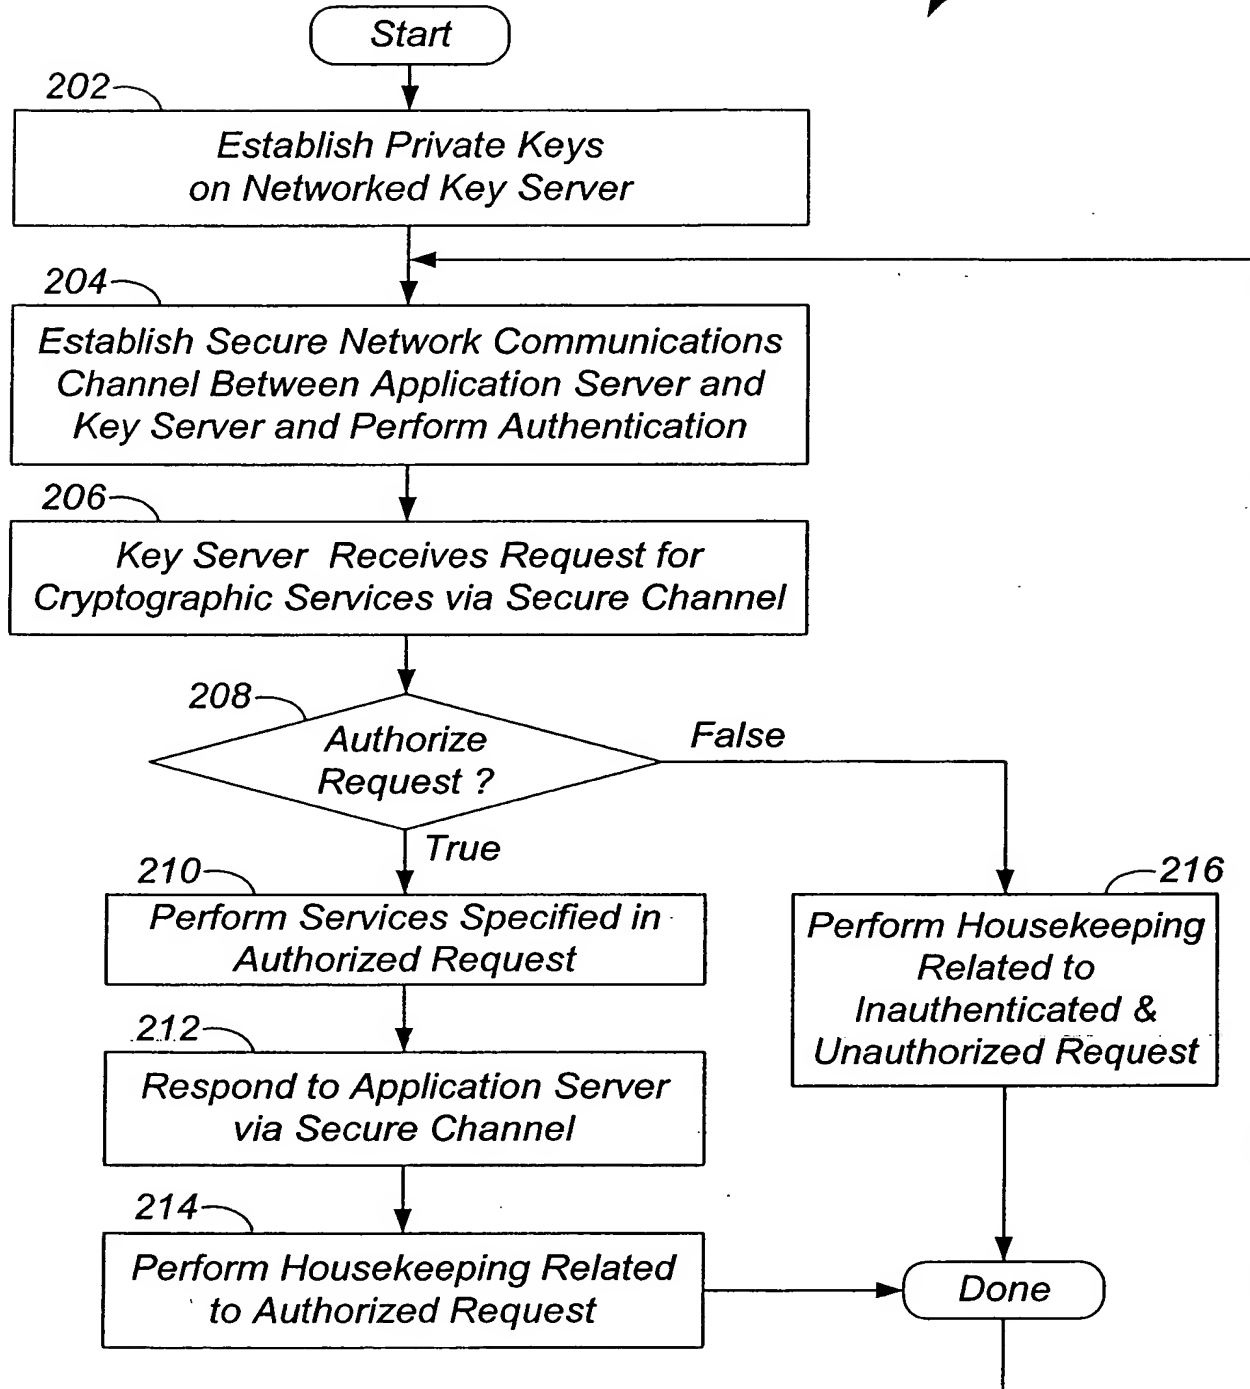 Start
202
Establish Private Keys
on Networked Key Server
204
Establish Secure Network Communications
Channel Between Application Server and
Key Server and Perform Authentication
206
Key Server Receives Request for
Cryptographic Services via Secure Channel
208
Authorize
Request ?
False
True
210
Perform Services Specified in
Authorized Request
216
Perform Housekeeping
Related to
Inauthenticated &
Unauthorized Request
212
Respond to Application Server
via Secure Channel
214
Perform Housekeeping Related
to Authorized Request
Done